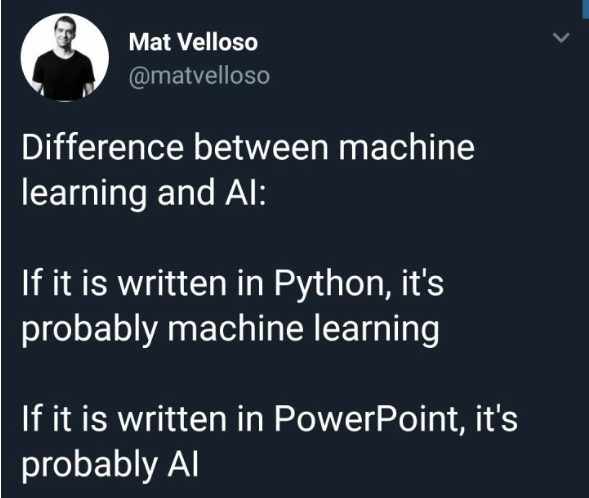 Mat Velloso
@matvelloso
Difference between machine
learning and AI:
If it is written in Python, it's
probably machine learning
If it is written in PowerPoint, it's
probably AI